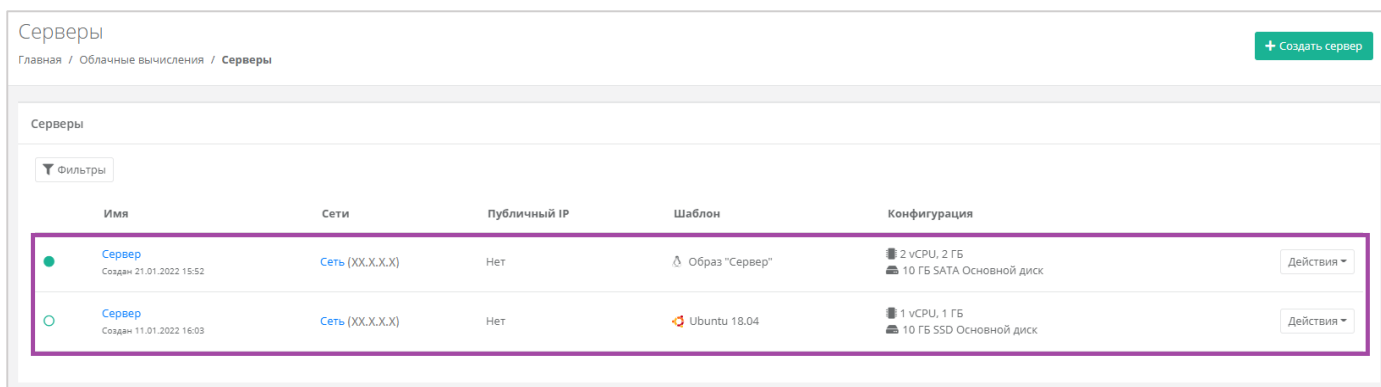 Серверы
Главная / Облачные вычисления / Серверы
+ Создать сервер
Серверы
Фильтры
Имя Сети Публичный IP Шаблон Конфигурация
Сервер
Создан 21.01.2022 15:52
Сеть (XX.X.X.X)
Нет
Образ "Сервер"
2 vCPU, 2 ГБ
10 ГБ SATA Основной диск
Действия
Сервер
Создан 11.01.2022 16:03
Сеть (XX.X.X.X)
Нет
Ubuntu 18.04
1 vCPU, 1 ГБ
10 ГБ SSD Основной диск
Действия